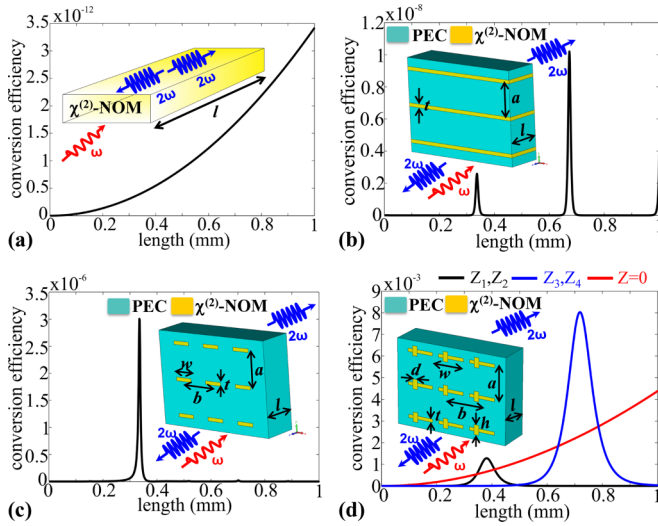 (a)
x10⁻¹²
conversion efficiency
3.5
3
2.5
2
1.5
1
0.5
0
0 0.2 0.4 0.6 0.8 1
length (mm)
χ⁽²⁾-NOM
2ω 2ω
ω
l
(b)
x10⁻⁸
conversion efficiency
1.2
1
0.8
0.6
0.4
0.2
0
0 0.2 0.4 0.6 0.8 1
length (mm)
PEC χ⁽²⁾-NOM
2ω
t
a
l
2ω
ω
(c)
x10⁻⁶
conversion efficiency
3.5
3
2.5
2
1.5
1
0.5
0
0 0.2 0.4 0.6 0.8 1
length (mm)
PEC χ⁽²⁾-NOM
2ω
w
a
t
b
l
2ω
ω
(d)
Z₁,Z₂ Z₃,Z₄ Z=0
x10⁻³
conversion efficiency
9
8
7
6
5
4
3
2
1
0
0 0.2 0.4 0.6 0.8 1
length (mm)
PEC χ⁽²⁾-NOM
2ω
d
w
a
b
t
h
l
2ω
ω